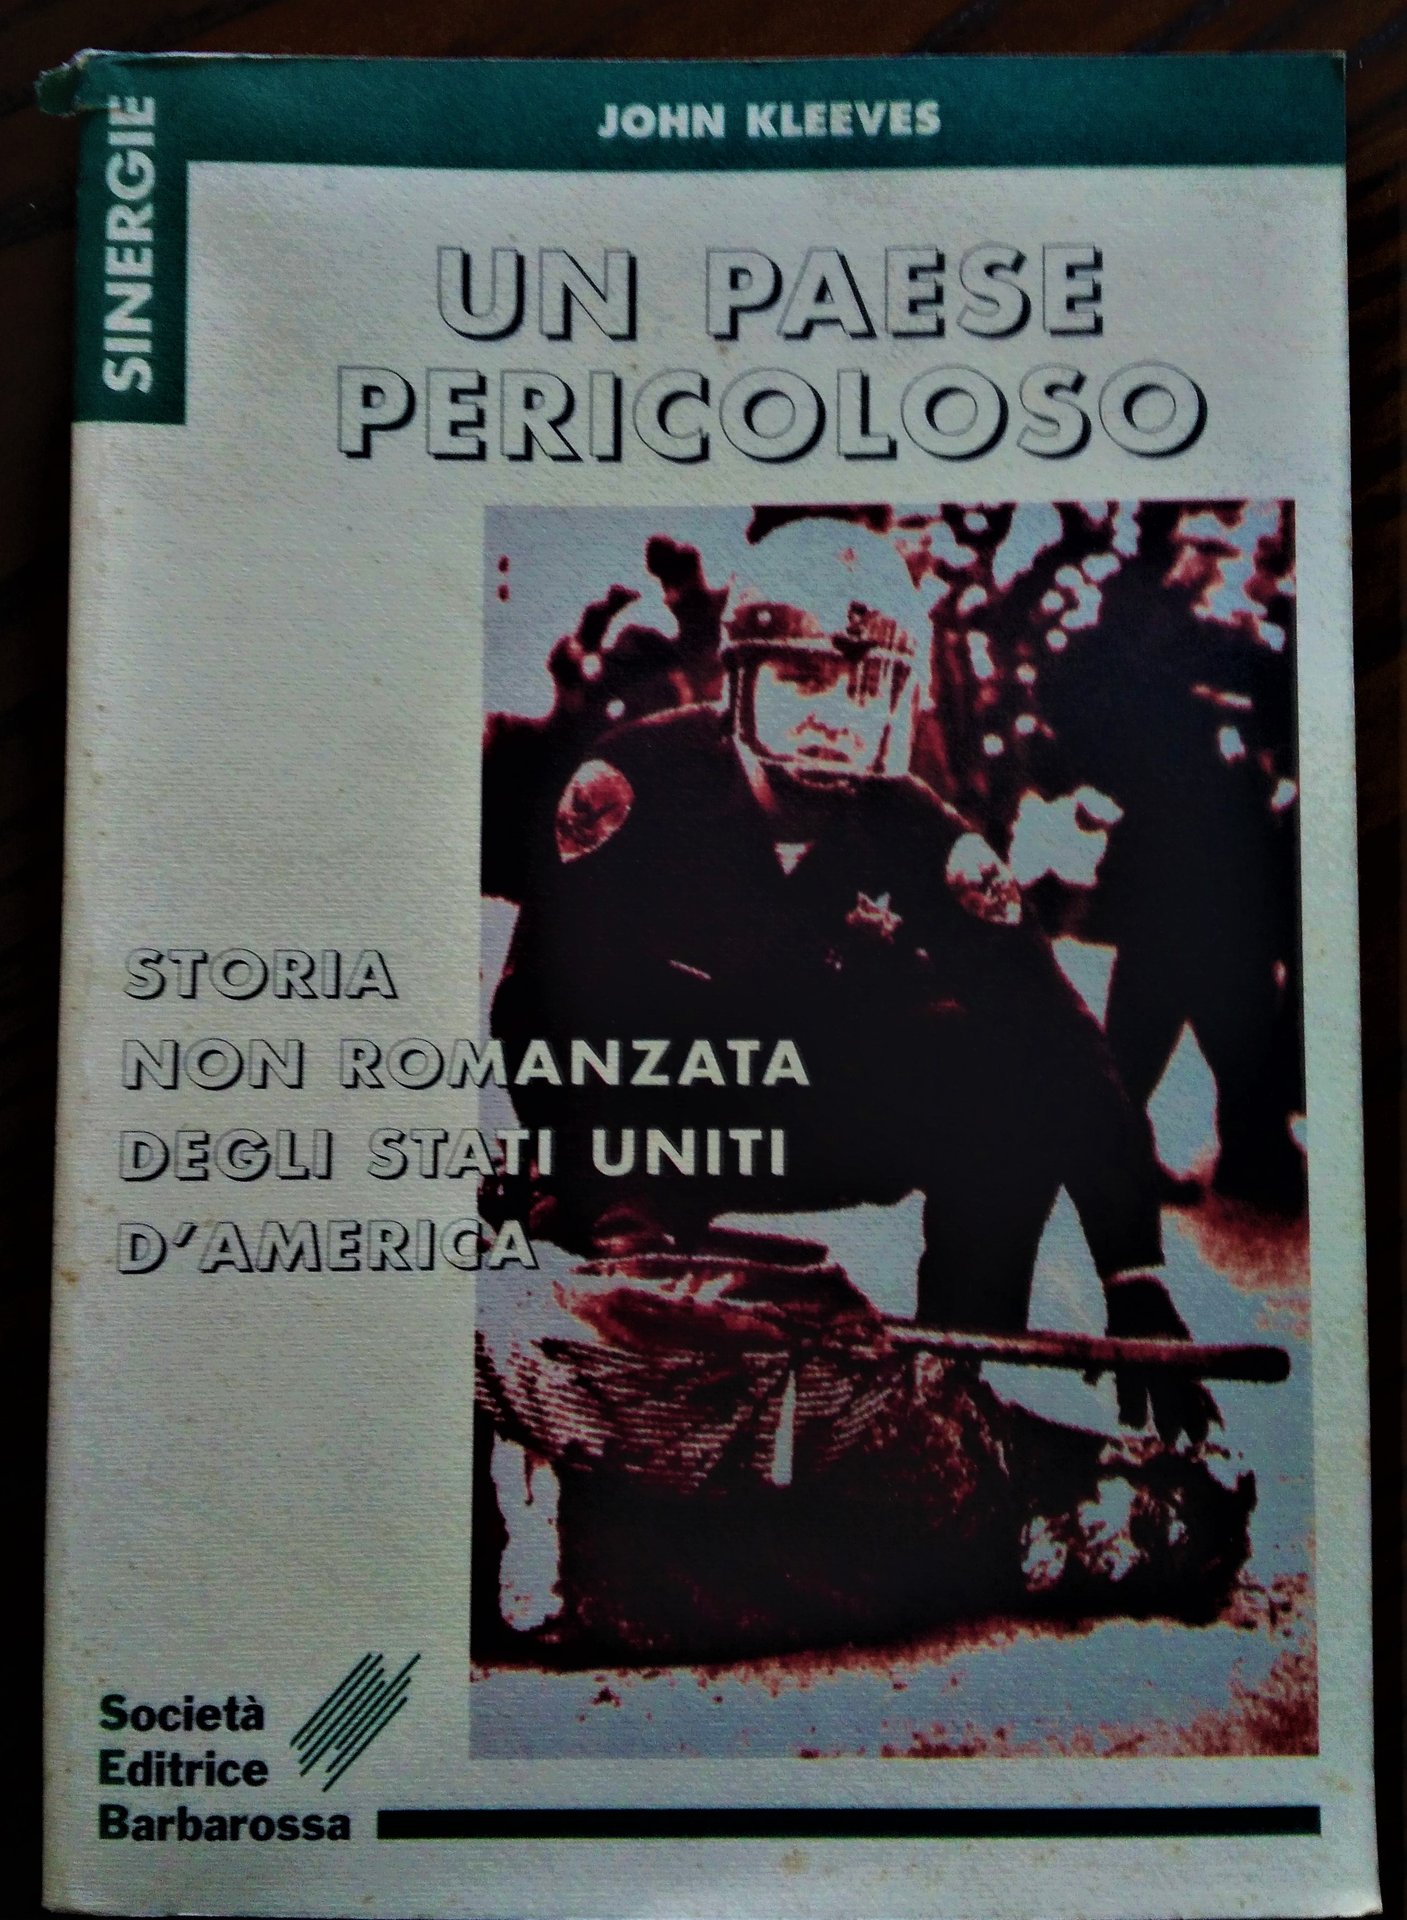 JOHN KLEEVES
SINERGIE
UN PAESE
PERICOLOSO
STORIA
NON ROMANZATA
DEGLI STATI UNITI
D'AMERICA
Società
Editrice
Barbarossa